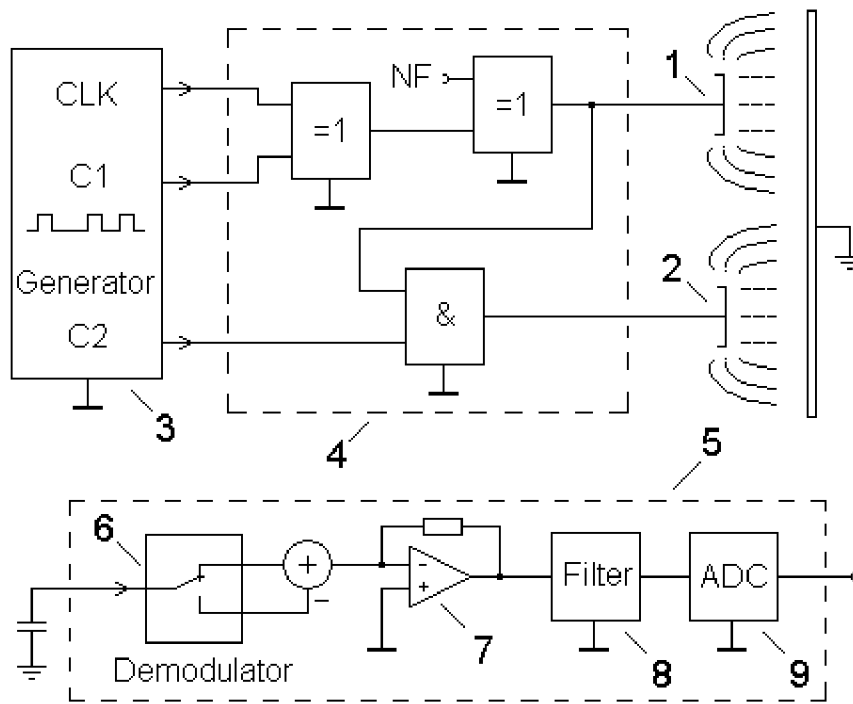 CLK
C1
Generator
C2
3
=1
NF
=1
&
4
1
2
5
6
Demodulator
+
−
-
+
7
Filter
8
ADC
9